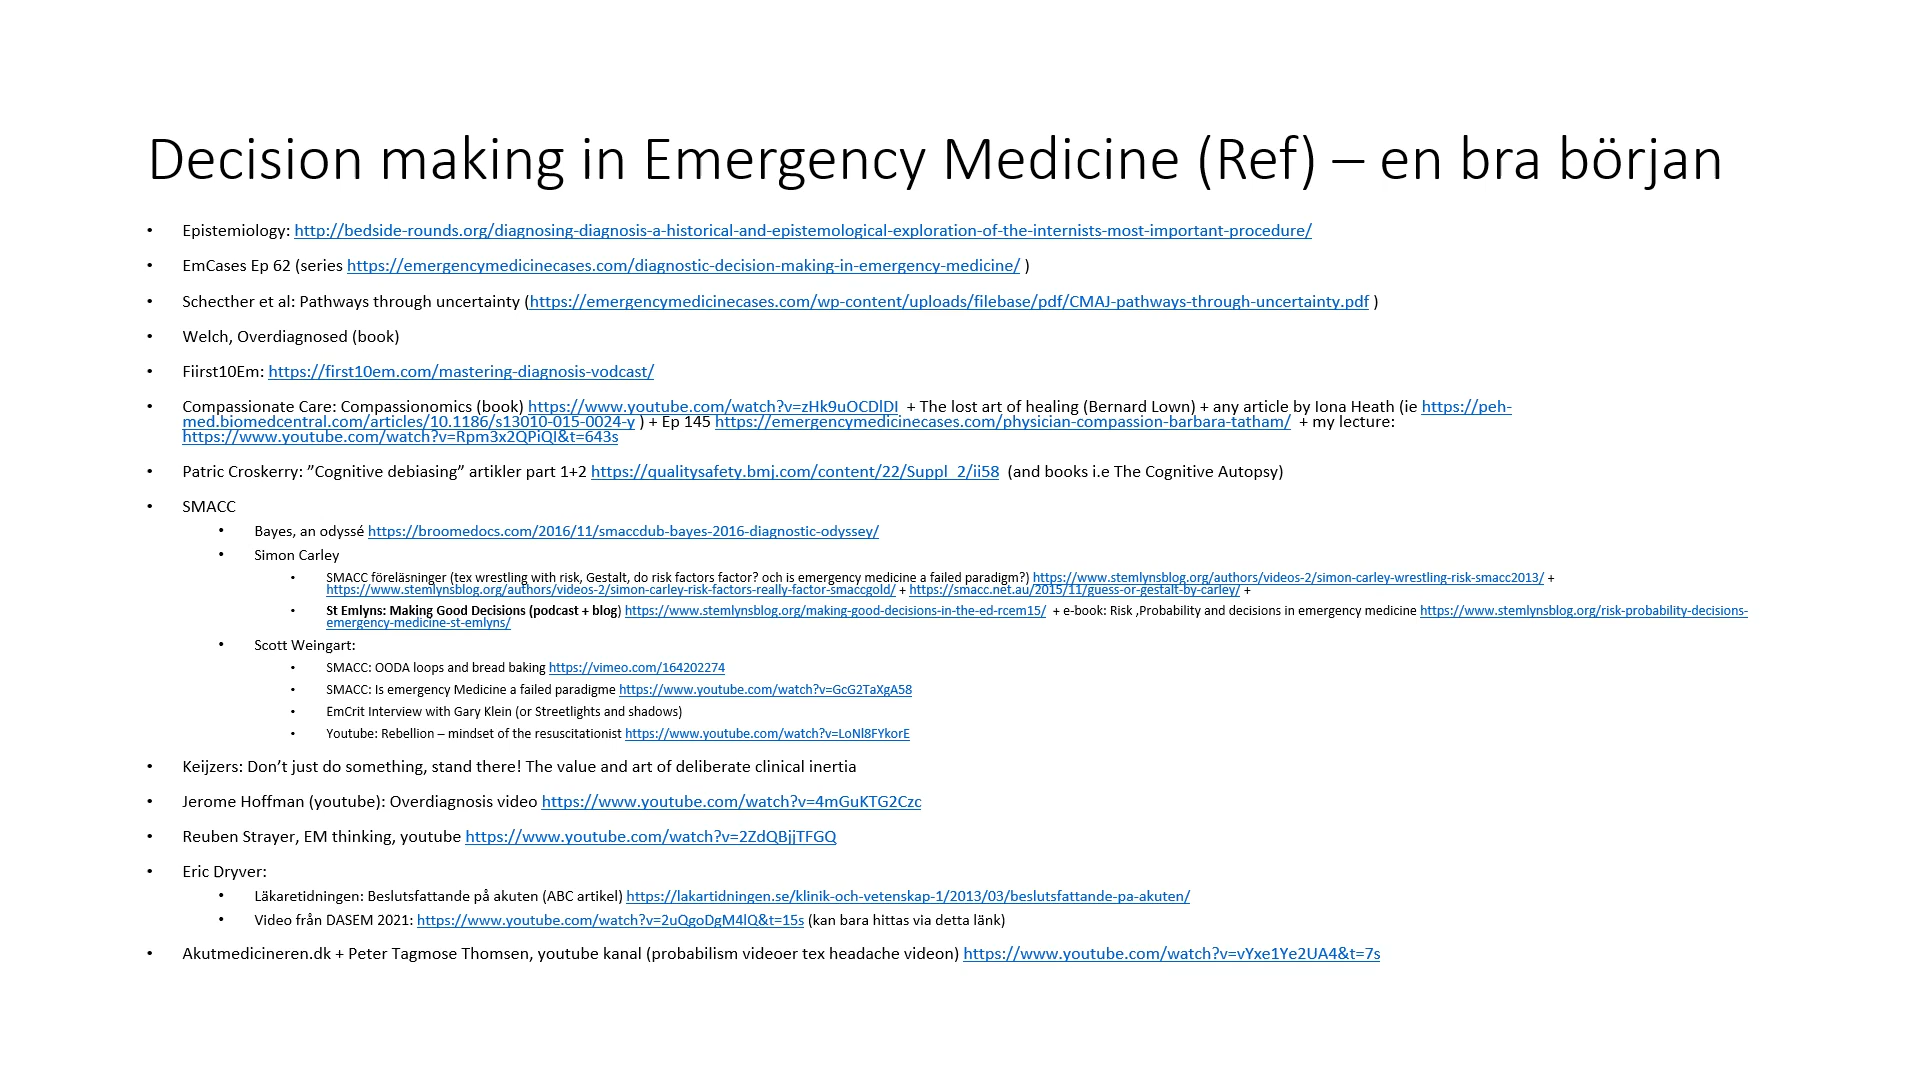 Decision making in Emergency Medicine (Ref) – en bra början
• Epistemiology: http://bedside-rounds.org/diagnosing-diagnosis-a-historical-and-epistemological-exploration-of-the-internists-most-important-procedure/
• EmCases Ep 62 (series https://emergencymedicinecases.com/diagnostic-decision-making-in-emergency-medicine/ )
• Schecther et al: Pathways through uncertainty (https://emergencymedicinecases.com/wp-content/uploads/filebase/pdf/CMAJ-pathways-through-uncertainty.pdf )
• Welch, Overdiagnosed (book)
• Fiirst10Em: https://first10em.com/mastering-diagnosis-vodcast/
• Compassionate Care: Compassionomics (book) https://www.youtube.com/watch?v=zHk9uOCDlDI + The lost art of healing (Bernard Lown) + any article by Iona Heath (ie https://peh-
med.biomedcentral.com/articles/10.1186/s13010-015-0024-y ) + Ep 145 https://emergencymedicinecases.com/physician-compassion-barbara-tatham/ + my lecture:
https://www.youtube.com/watch?v=Rpm3x2QPiQI&t=643s
• Patric Croskerry: ”Cognitive debiasing” artikler part 1+2 https://qualitysafety.bmj.com/content/22/Suppl_2/ii58 (and books i.e The Cognitive Autopsy)
• SMACC
• Bayes, an odyssé https://broomedocs.com/2016/11/smaccdub-bayes-2016-diagnostic-odyssey/
• Simon Carley
• SMACC föreläsninger (tex wrestling with risk, Gestalt, do risk factors factor? och is emergency medicine a failed paradigm?) https://www.stemlynsblog.org/authors/videos-2/simon-carley-wrestling-risk-smacc2013/ +
https://www.stemlynsblog.org/authors/videos-2/simon-carley-risk-factors-really-factor-smaccgold/ + https://smacc.net.au/2015/11/guess-or-gestalt-by-carley/ +
• St Emlyns: Making Good Decisions (podcast + blog) https://www.stemlynsblog.org/making-good-decisions-in-the-ed-rcem15/ + e-book: Risk ,Probability and decisions in emergency medicine https://www.stemlynsblog.org/risk-probability-decisions-
emergency-medicine-st-emlyns/
• Scott Weingart:
• SMACC: OODA loops and bread baking https://vimeo.com/164202274
• SMACC: Is emergency Medicine a failed paradigme https://www.youtube.com/watch?v=GcG2TaXgA58
• EmCrit Interview with Gary Klein (or Streetlights and shadows)
• Youtube: Rebellion – mindset of the resuscitationist https://www.youtube.com/watch?v=LoNl8FYkorE
• Keijzers: Don’t just do something, stand there! The value and art of deliberate clinical inertia
• Jerome Hoffman (youtube): Overdiagnosis video https://www.youtube.com/watch?v=4mGuKTG2Czc
• Reuben Strayer, EM thinking, youtube https://www.youtube.com/watch?v=2ZdQBjjTFGQ
• Eric Dryver:
• Läkaretidningen: Beslutsfattande på akuten (ABC artikel) https://lakartidningen.se/klinik-och-vetenskap-1/2013/03/beslutsfattande-pa-akuten/
• Video från DASEM 2021: https://www.youtube.com/watch?v=2uQgoDgM4lQ&t=15s (kan bara hittas via detta länk)
• Akutmedicineren.dk + Peter Tagmose Thomsen, youtube kanal (probabilism videoer tex headache videon) https://www.youtube.com/watch?v=vYxe1Ye2UA4&t=7s